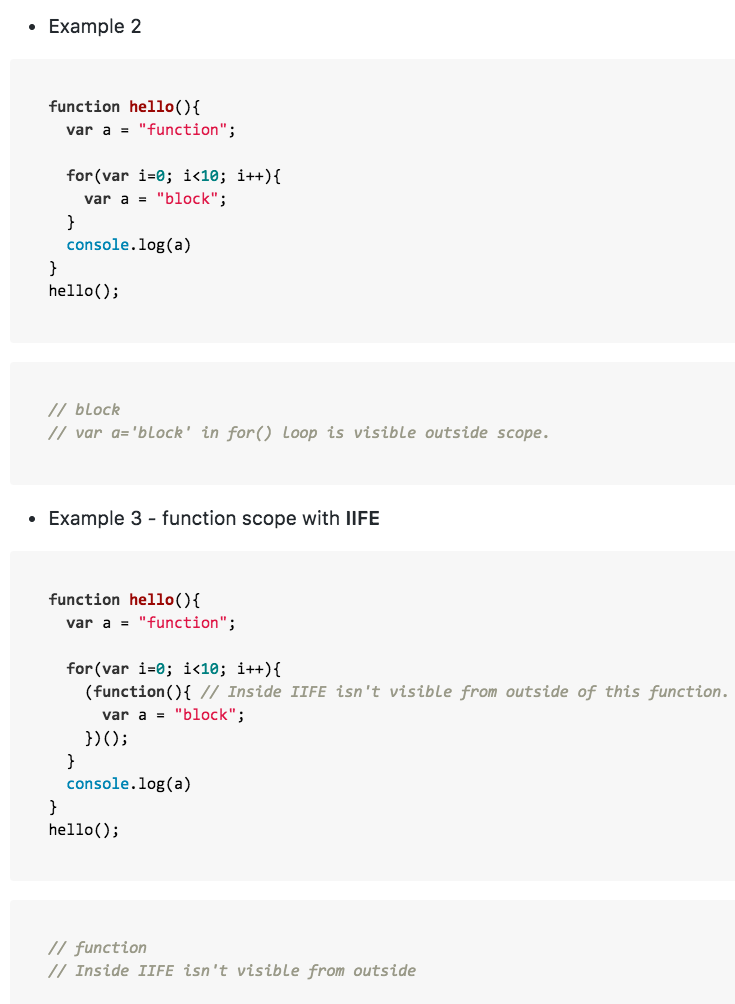 • Example 2
function hello(){
  var a = "function";
  for(var i=0; i<10; i++){
    var a = "block";
  }
  console.log(a)
}
hello();
// block
// var a='block' in for() loop is visible outside scope.
• Example 3 - function scope with IIFE
function hello(){
  var a = "function";
  for(var i=0; i<10; i++){
    (function(){ // Inside IIFE isn't visible from outside of this function.
      var a = "block";
    })();
  }
  console.log(a)
}
hello();
// function
// Inside IIFE isn't visible from outside